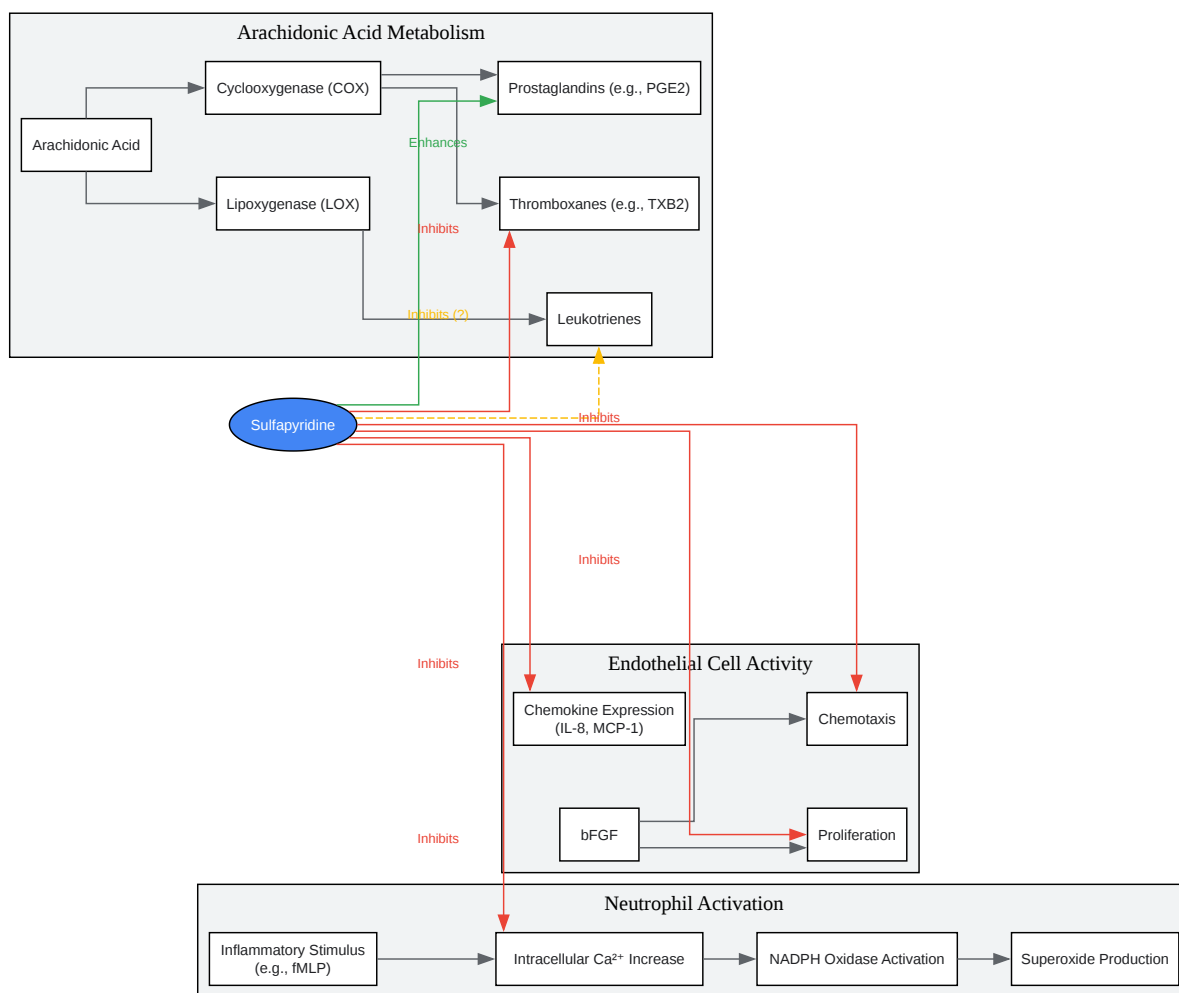 Arachidonic Acid Metabolism
Cyclooxygenase (COX)
Prostaglandins (e.g., PGE2)
Arachidonic Acid
Enhances
Lipoxygenase (LOX)
Thromboxanes (e.g., TXB2)
Inhibits
Inhibits (?)
Leukotrienes
Sulfapyridine
Inhibits
Inhibits
Inhibits
Endothelial Cell Activity
Chemokine Expression
(IL-8, MCP-1)
Chemotaxis
bFGF
Proliferation
Inhibits
Neutrophil Activation
Inflammatory Stimulus
(e.g., fMLP)
Intracellular Ca²⁺ Increase
NADPH Oxidase Activation
Superoxide Production